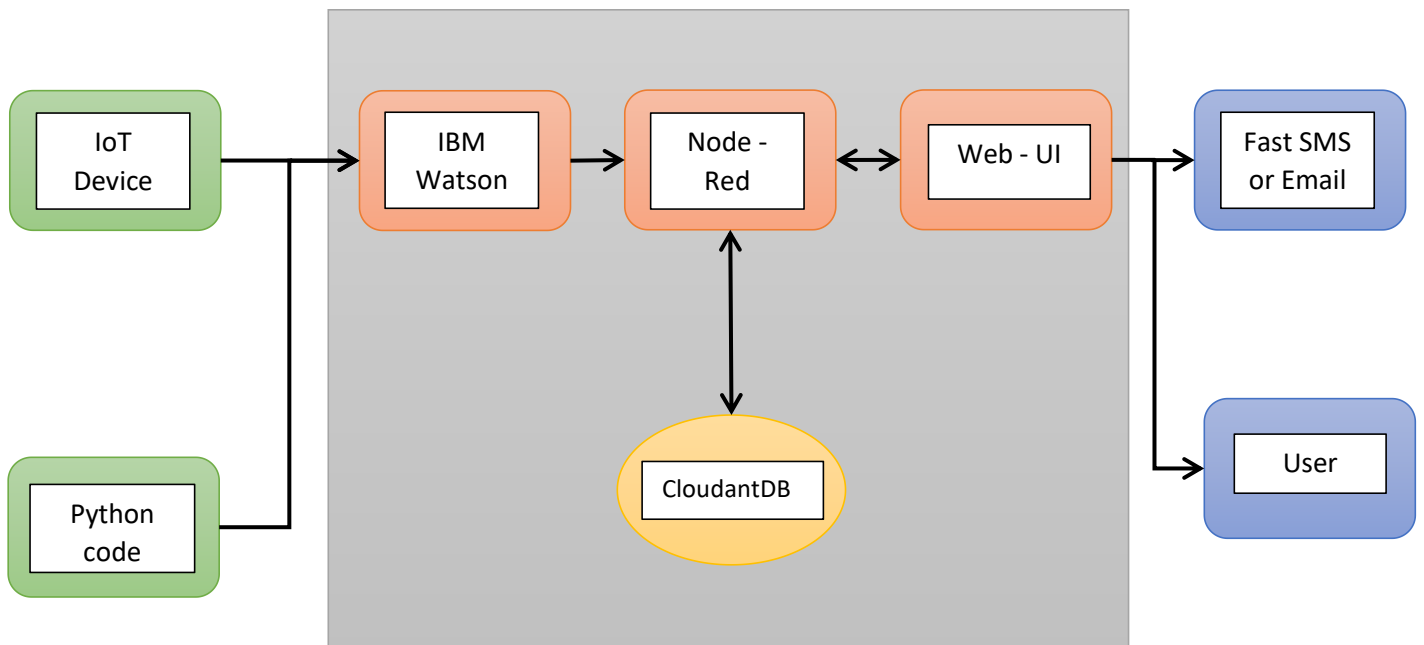 IoT
Device
IBM
Watson
Node -
Red
Web - UI
Fast SMS
or Email
Python
code
CloudantDB
User